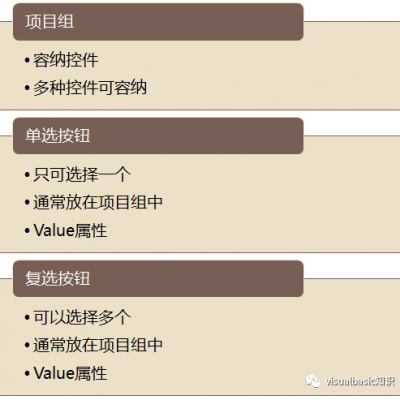 项目组
• 容纳控件
• 多种控件可容纳
单选按钮
• 只可选择一个
• 通常放在项目组中
• Value属性
复选按钮
• 可以选择多个
• 通常放在项目组中
• Value属性
visualbasic知识